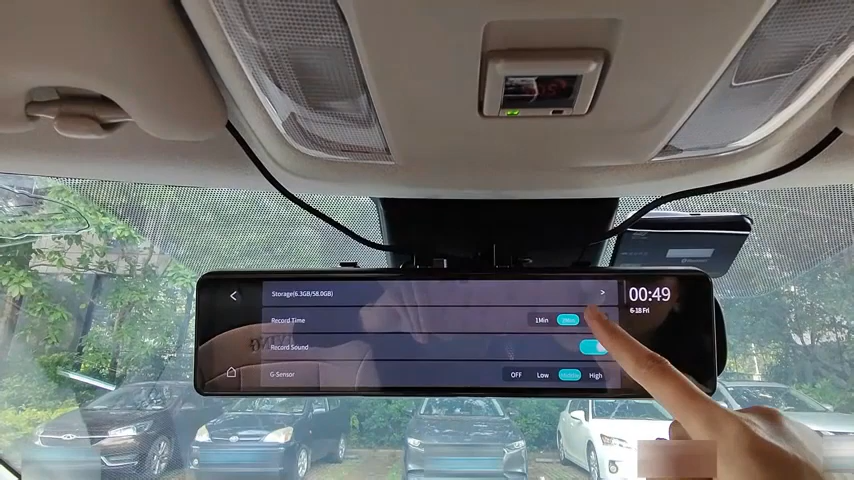 Storage(6.3GB/58.0GB) >
00:49
6-18 Fri
Record Time 1Min
Record Sound
G-Sensor OFF Low Middle High